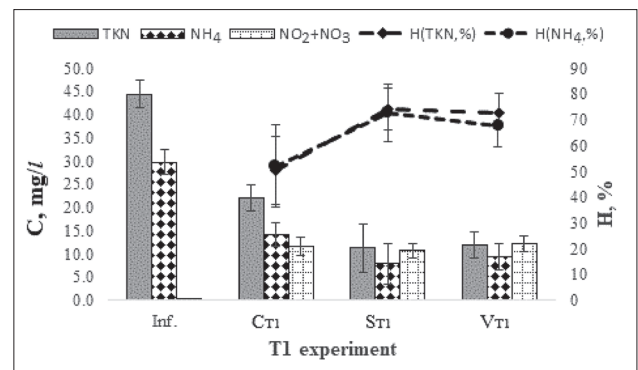 TKN NH₄ NO₂+NO₃ H(TKN,%) H(NH₄,%)
50.0 90
45.0 80
40.0 70
35.0 60
30.0 50
25.0 40
20.0 30
15.0 20
10.0 10
5.0 0
0.0
C, mg/l
H, %
Inf. CT1 ST1 VT1
T1 experiment